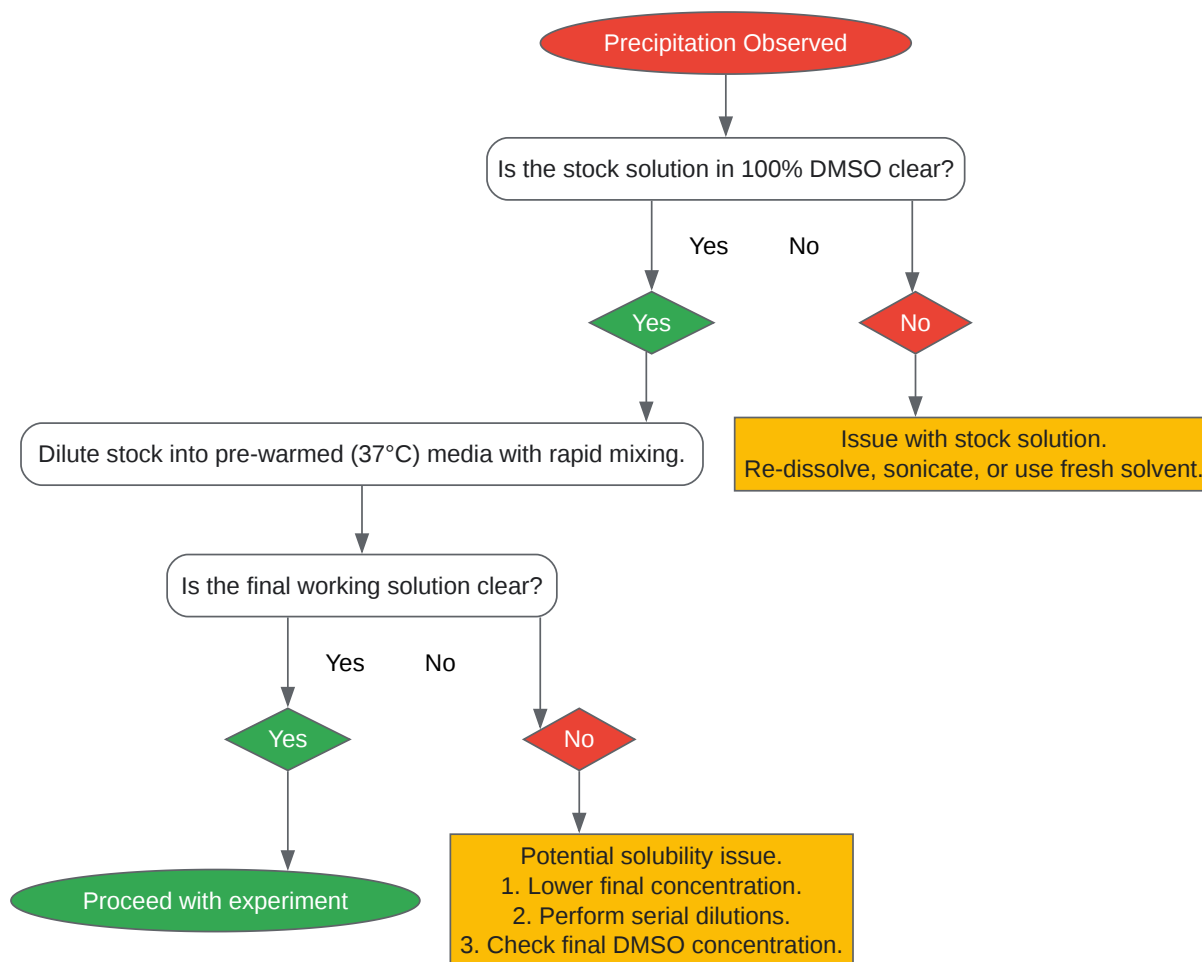 Precipitation Observed
Is the stock solution in 100% DMSO clear?
Yes
No
Yes
No
Dilute stock into pre-warmed (37°C) media with rapid mixing.
Issue with stock solution.
Re-dissolve, sonicate, or use fresh solvent.
Is the final working solution clear?
Yes
No
Yes
No
Proceed with experiment
Potential solubility issue.
1. Lower final concentration.
2. Perform serial dilutions.
3. Check final DMSO concentration.